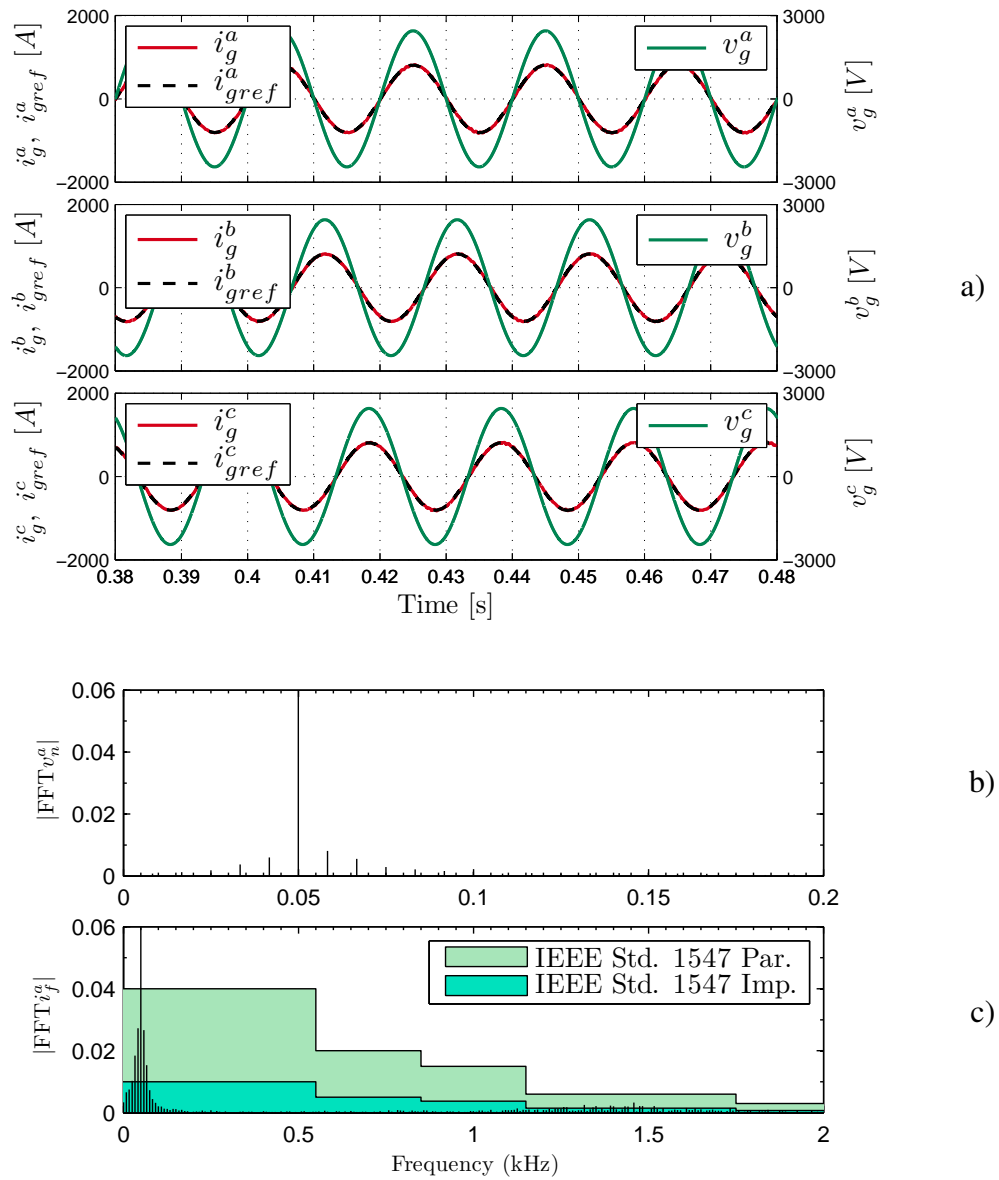 2000
0
−2000
i_g^a, i_gref^a [A]
i_g^a
i_gref^a
v_g^a
3000
0
−3000
v_g^a [V]
2000
0
−2000
i_g^b, i_gref^b [A]
i_g^b
i_gref^b
v_g^b
3000
0
−3000
v_g^b [V]
a)
2000
0
−2000
i_g^c, i_gref^c [A]
i_g^c
i_gref^c
v_g^c
3000
0
−3000
v_g^c [V]
0.38 0.39 0.4 0.41 0.42 0.43 0.44 0.45 0.46 0.47 0.48
Time [s]
0.06
0.04
0.02
0
|FFTv_n^a|
0 0.05 0.1 0.15 0.2
b)
0.06
0.04
0.02
0
|FFTi_f^a|
IEEE Std. 1547 Par.
IEEE Std. 1547 Imp.
c)
0 0.5 1 1.5 2
Frequency (kHz)